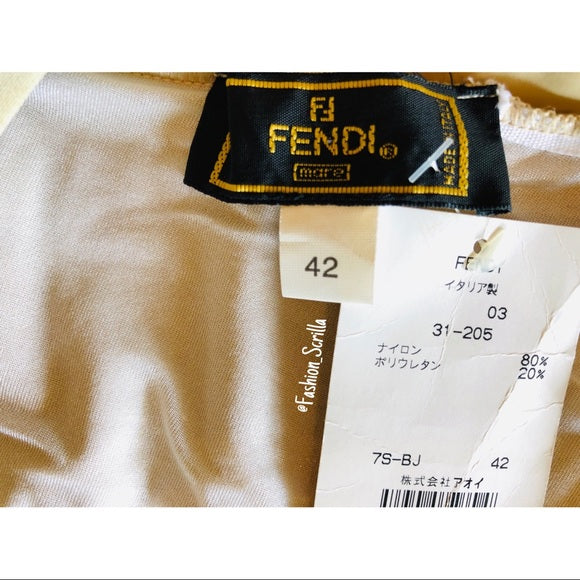 FF
FENDI®
mare
MADE IN ITALY
42
@Fashion_Scrilla
FENDI
イタリア製
03
31-205
ナイロン 80%
ポリウレタン 20%
7S-BJ 42
株式会社アオイ